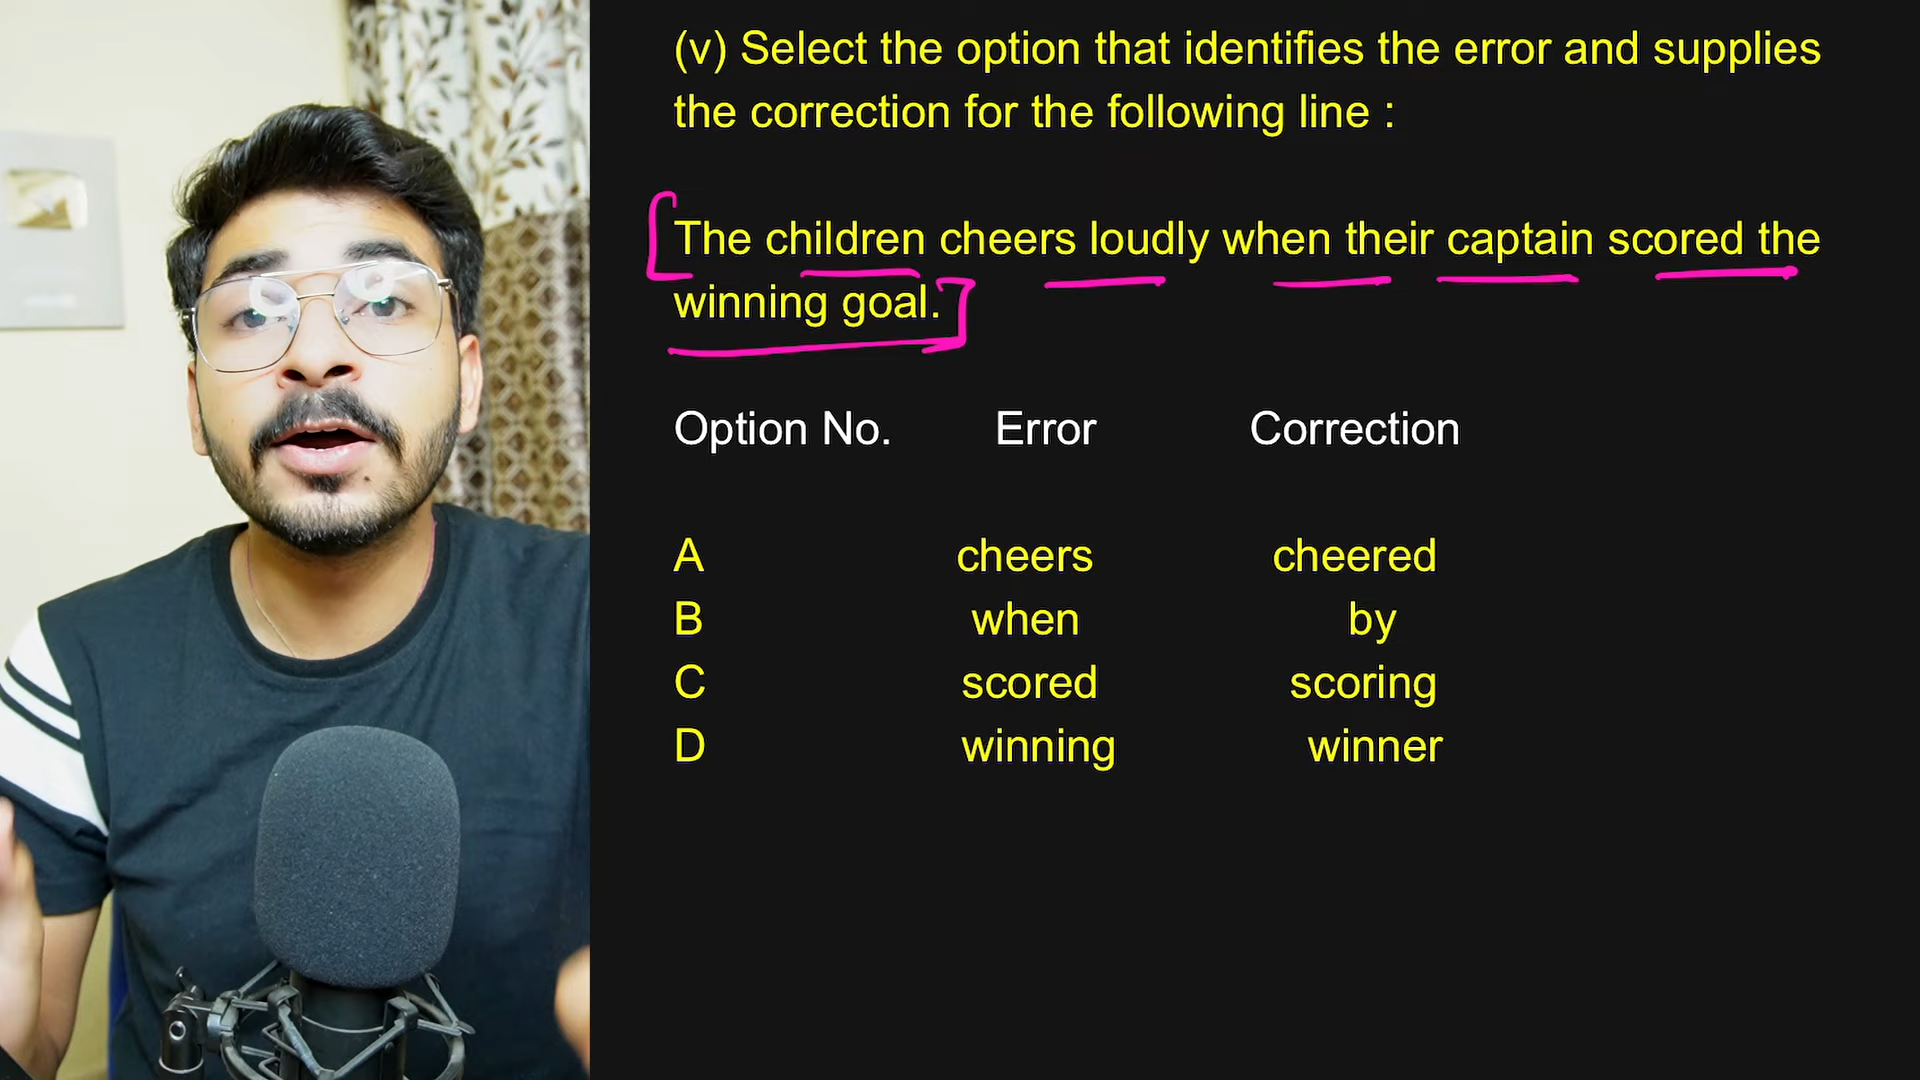 (v) Select the option that identifies the error and supplies
the correction for the following line :
The children cheers loudly when their captain scored the
winning goal.
Option No. Error Correction
A cheers cheered
B when by
C scored scoring
D winning winner